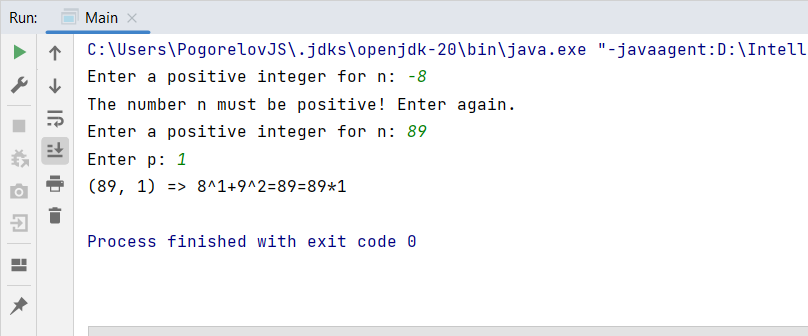 Run: Main ×
C:\Users\PogorelovJS\.jdks\openjdk-20\bin\java.exe "-javaagent:D:\Intell
Enter a positive integer for n: -8
The number n must be positive! Enter again.
Enter a positive integer for n: 89
Enter p: 1
(89, 1) => 8^1+9^2=89=89*1
Process finished with exit code 0